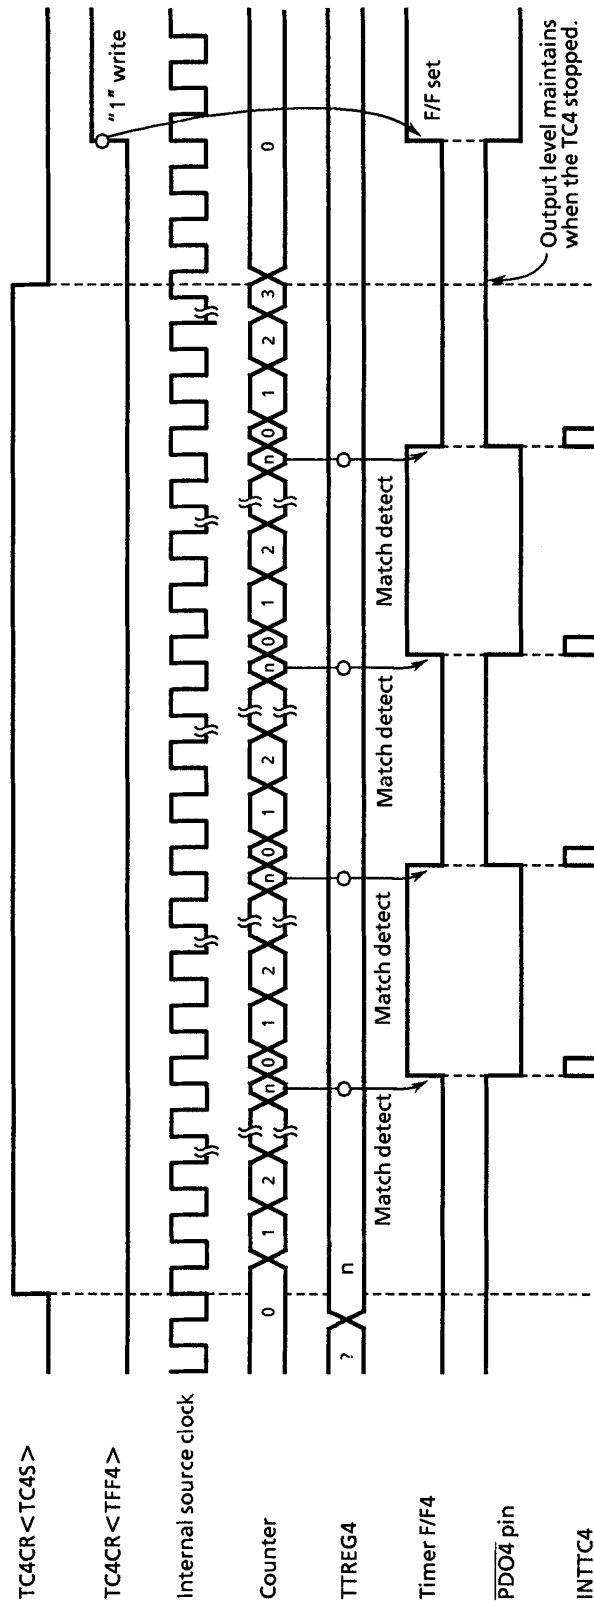 TC4CR<TC4S>
TC4CR<TFF4>
"1" write
Internal source clock
Counter
0 1 2 n 0 1 2 n 0 1 2 n 0 1 2 n 0 1 2 3 0
TTREG4
? n
Match detect Match detect Match detect Match detect
Timer F/F4
F/F set
PDO4 pin
Output level maintains
when the TC4 stopped.
INTTC4